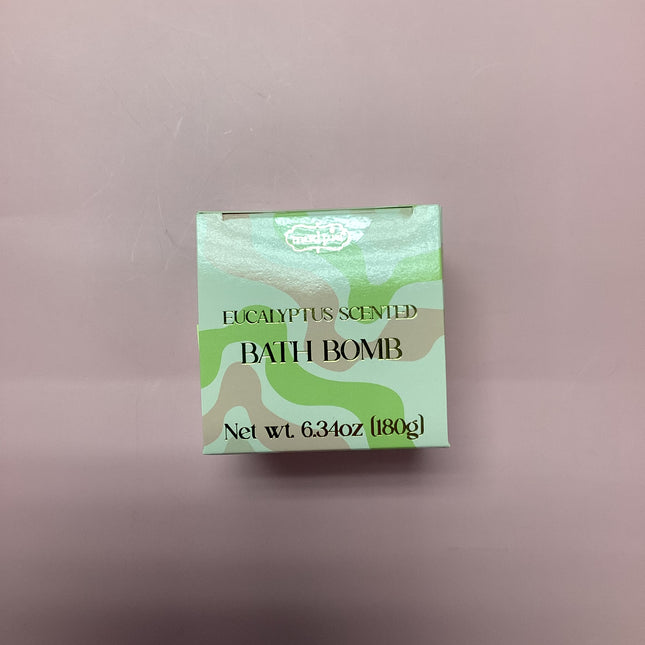 EUCALYPTUS SCENTED
BATH BOMB
Net wt. 6.34oz (180g)